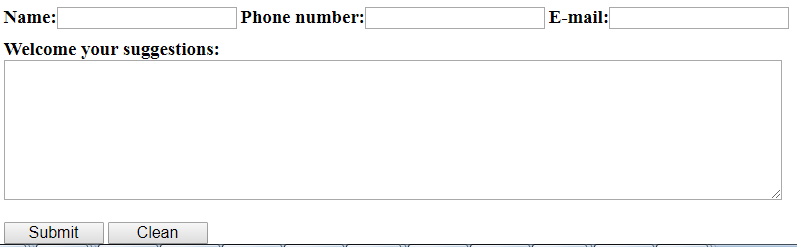 Name: Phone number: E-mail:
Welcome your suggestions:
Submit Clean